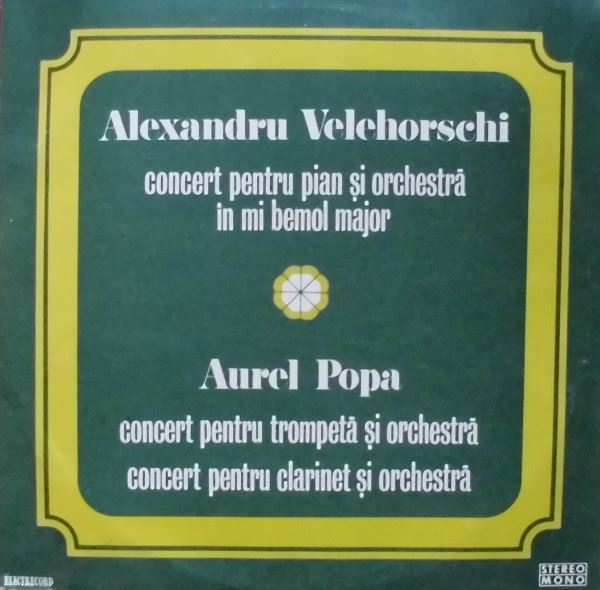 Alexandru Velehorschi
concert pentru pian și orchestră
in mi bemol major
Aurel Popa
concert pentru trompetă și orchestră
concert pentru clarinet și orchestră
ELECTRECORD
STEREO
MONO